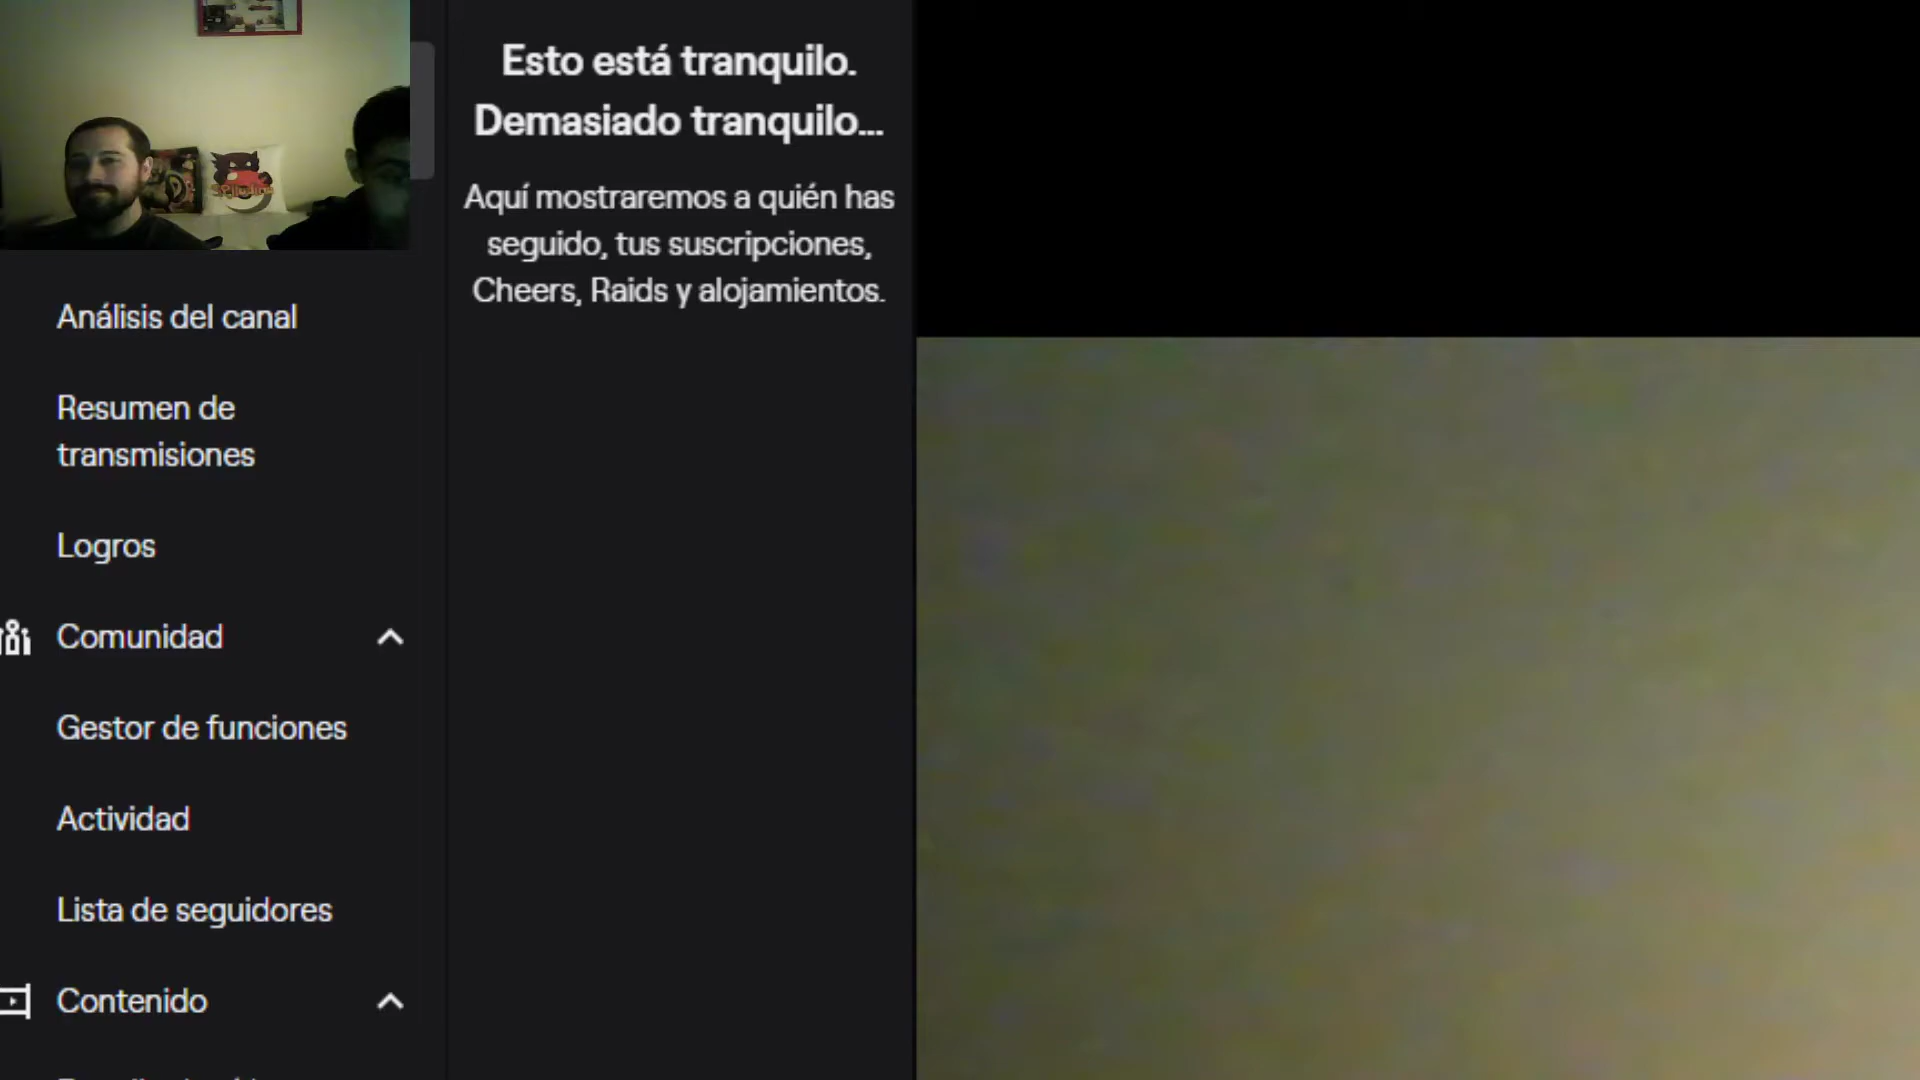 Esto está tranquilo.
Demasiado tranquilo...
Aquí mostraremos a quién has
seguido, tus suscripciones,
Cheers, Raids y alojamientos.
Análisis del canal
Resumen de
transmisiones
Logros
Comunidad
Gestor de funciones
Actividad
Lista de seguidores
Contenido